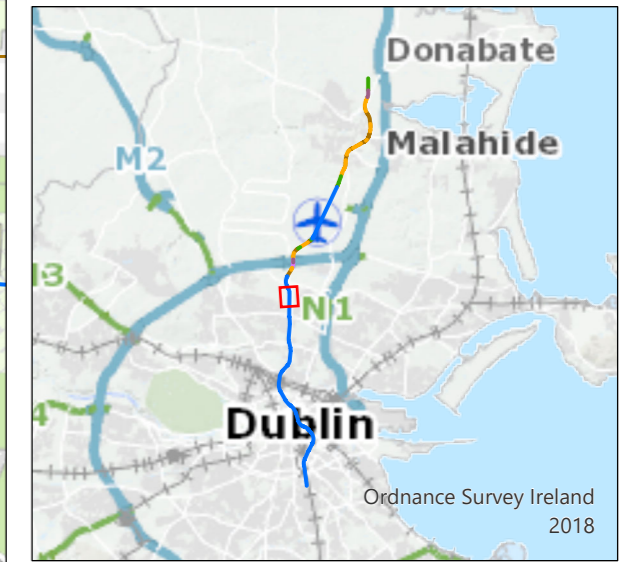 Donabate
Malahide
M2
N1
Dublin
Ordnance Survey Ireland
2018